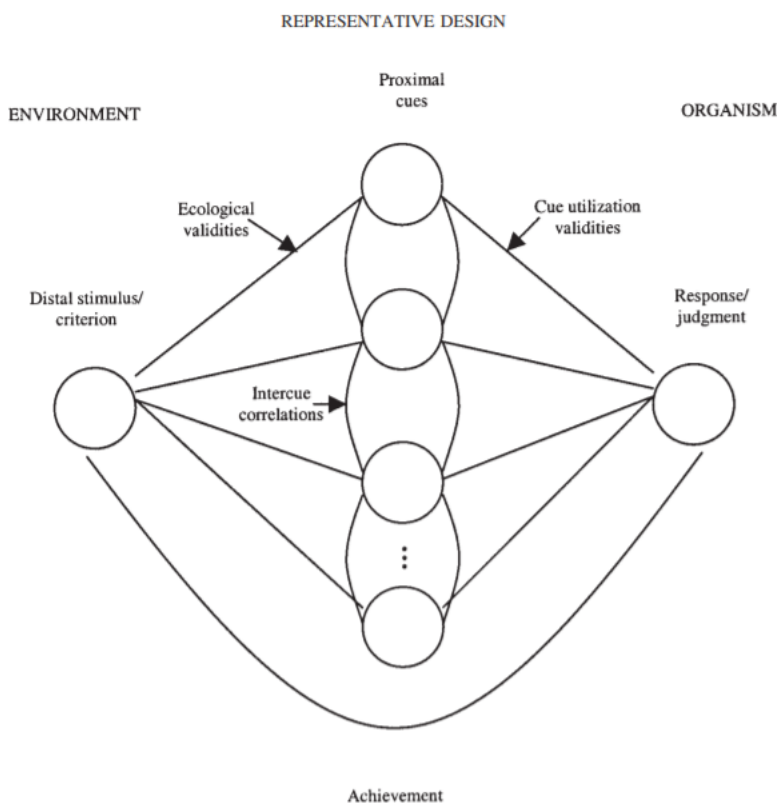 REPRESENTATIVE DESIGN
Proximal
cues
ENVIRONMENT
ORGANISM
Ecological
validities
Cue utilization
validities
Distal stimulus/
criterion
Response/
judgment
Intercue
correlations
Achievement